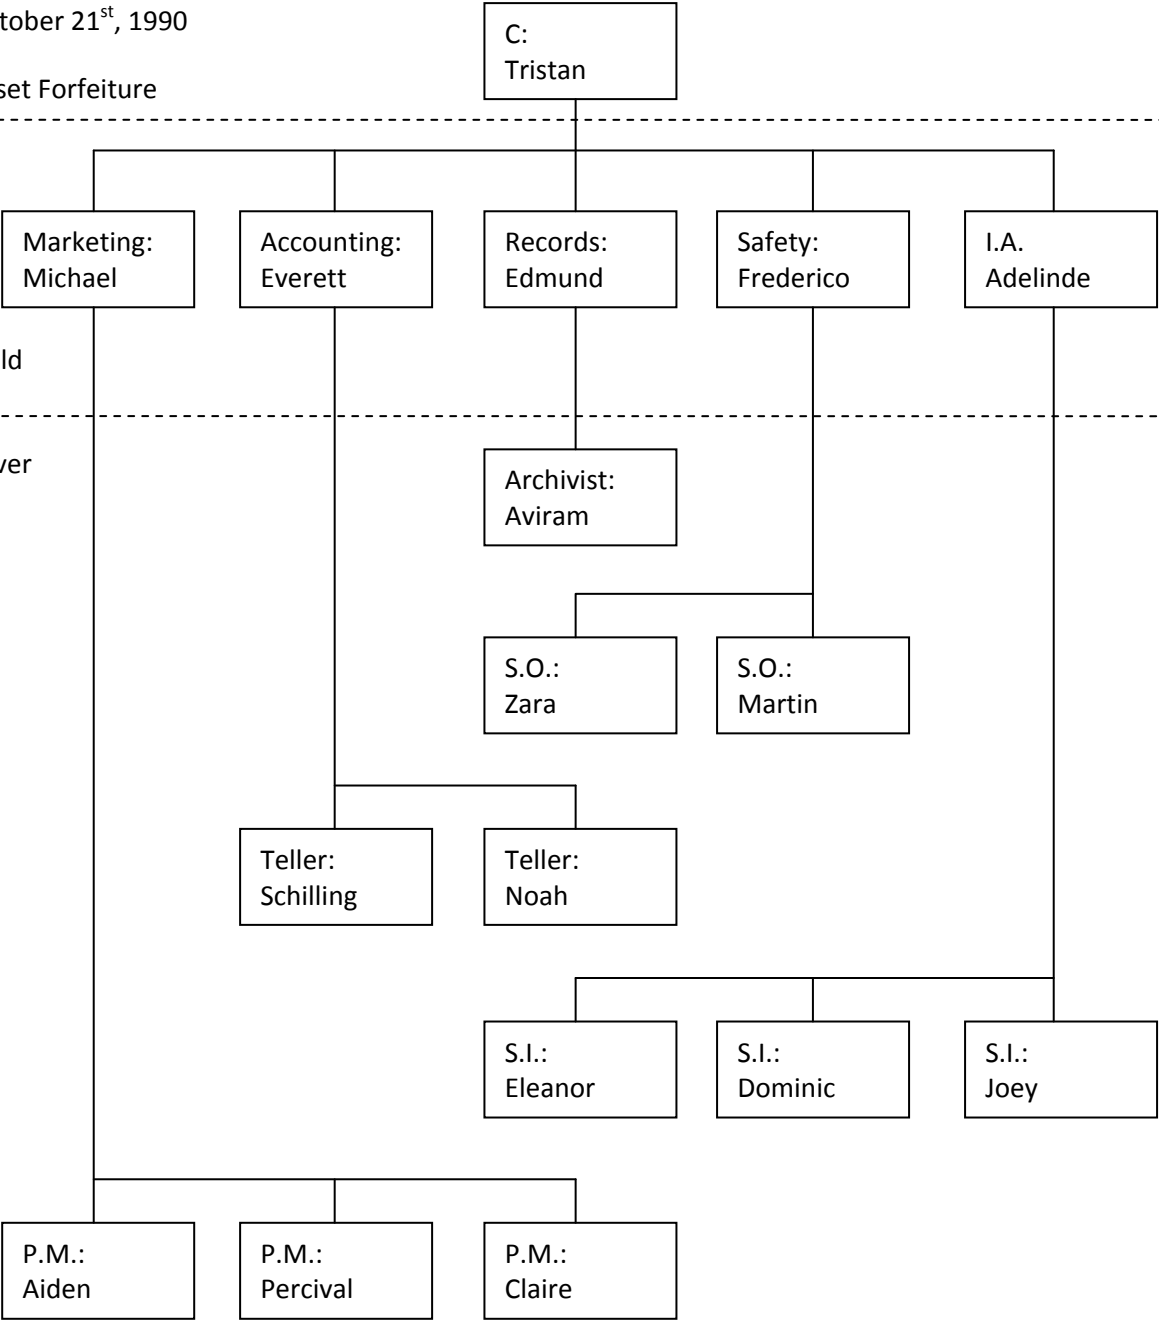 tober 21st, 1990
C:
Tristan
set Forfeiture
Marketing:
Michael
Accounting:
Everett
Records:
Edmund
Safety:
Frederico
I.A.
Adelinde
ld
ver
Archivist:
Aviram
S.O.:
Zara
S.O.:
Martin
Teller:
Schilling
Teller:
Noah
S.I.:
Eleanor
S.I.:
Dominic
S.I.:
Joey
P.M.:
Aiden
P.M.:
Percival
P.M.:
Claire